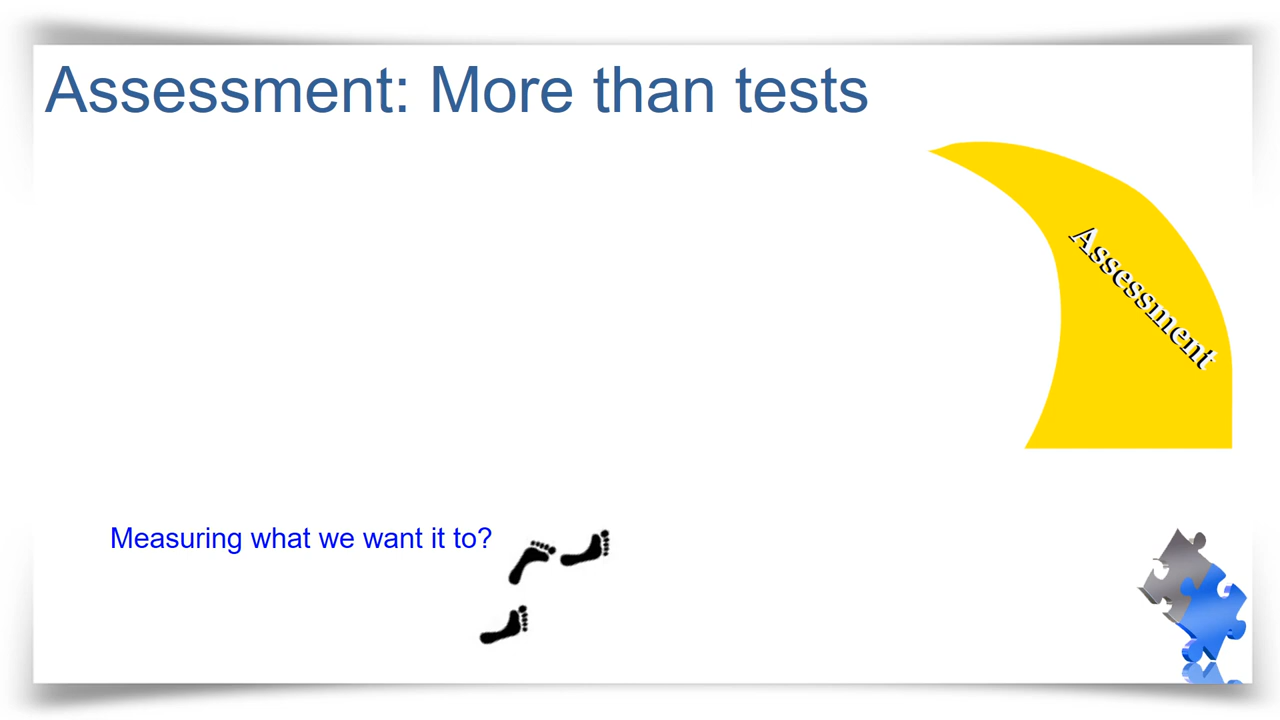 Assessment: More than tests
Assessment
Measuring what we want it to?